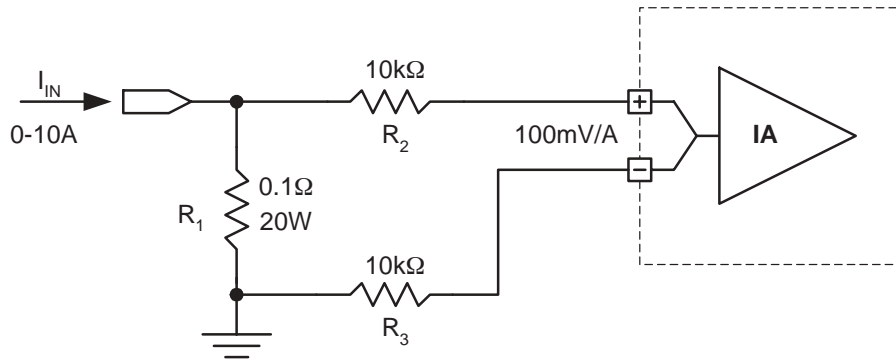 I_IN
0-10A
10kΩ
R_2
100mV/A
+
−
IA
R_1
0.1Ω
20W
10kΩ
R_3